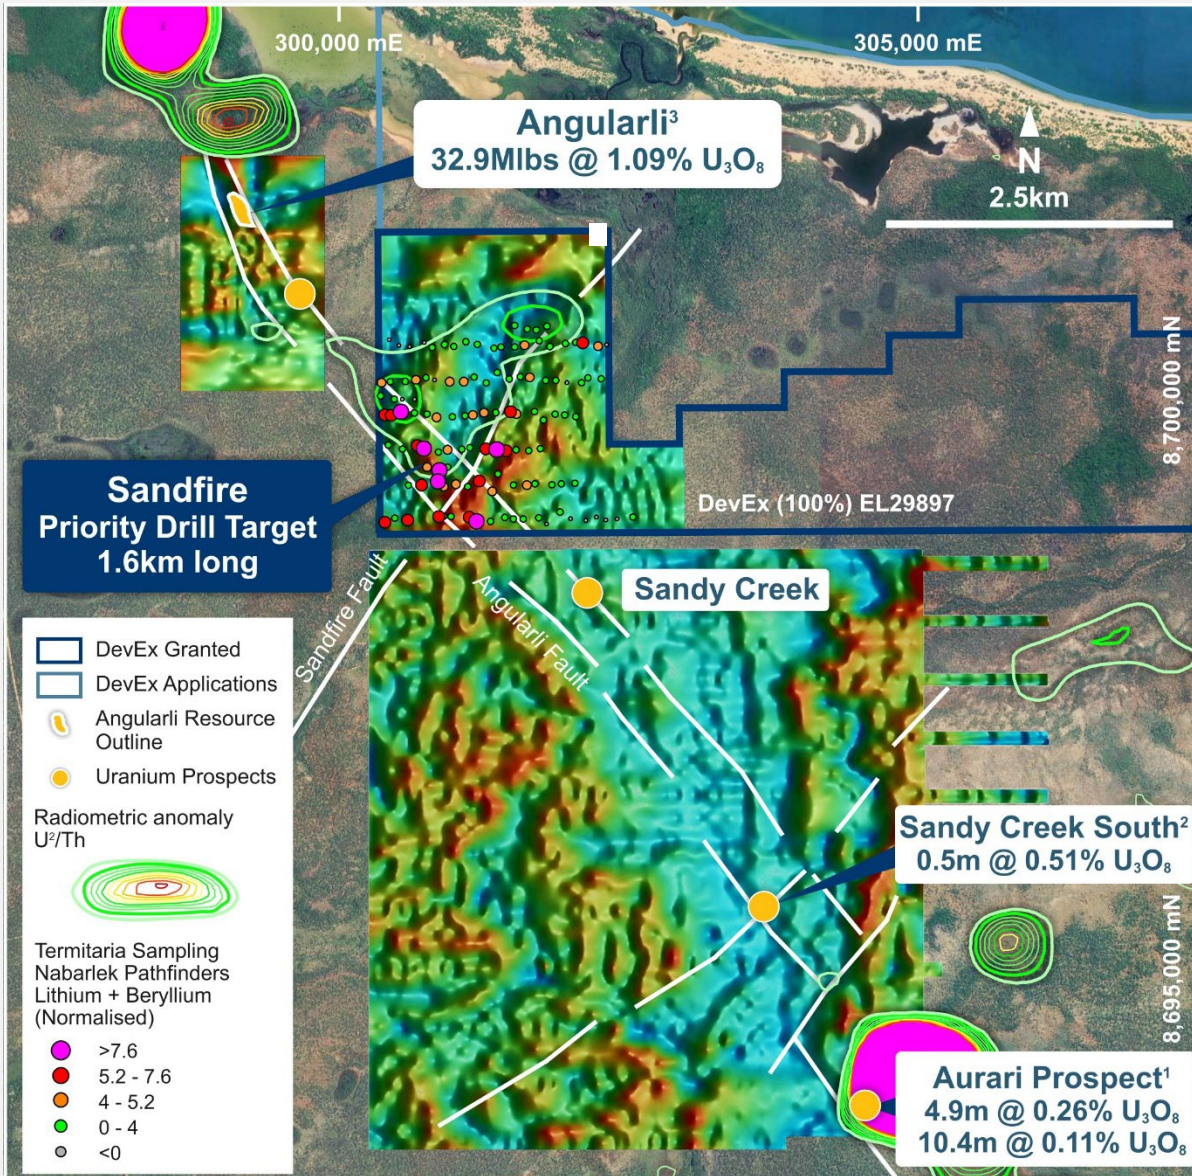 300,000 mE
305,000 mE
Angularli³
32.9Mlbs @ 1.09% U₃O₈
N
2.5km
8,700,000 mN
Sandfire
Priority Drill Target
1.6km long
DevEx (100%) EL29897
Sandfire Fault
Angularli Fault
Sandy Creek
DevEx Granted
DevEx Applications
Angularli Resource
Outline
Uranium Prospects
Radiometric anomaly
U²/Th
Termitaria Sampling
Nabarlek Pathfinders
Lithium + Beryllium
(Normalised)
>7.6
5.2 - 7.6
4 - 5.2
0 - 4
<0
Sandy Creek South²
0.5m @ 0.51% U₃O₈
8,695,000 mN
Aurari Prospect¹
4.9m @ 0.26% U₃O₈
10.4m @ 0.11% U₃O₈